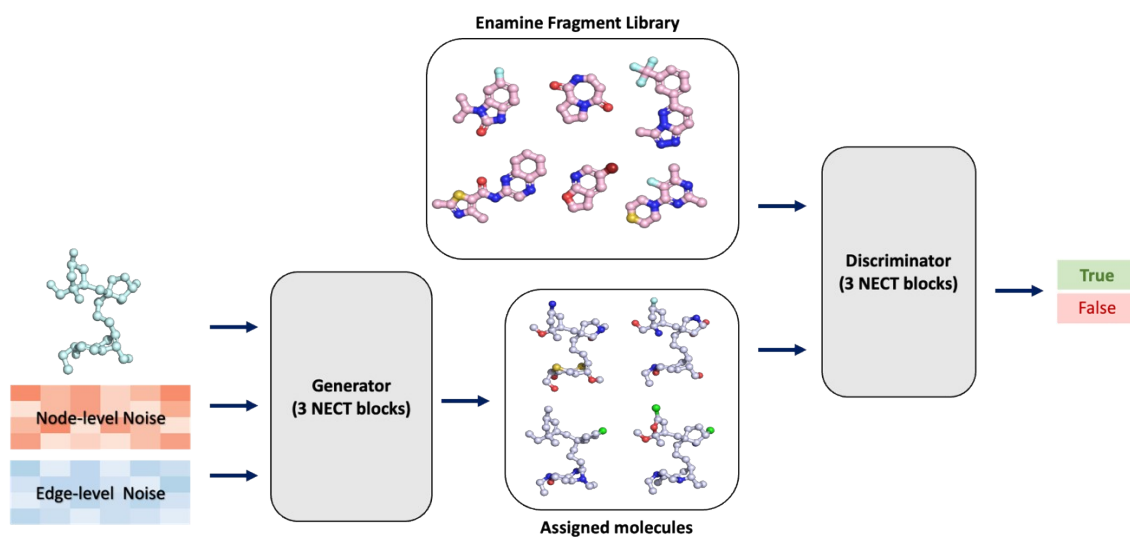 Enamine Fragment Library
Discriminator
(3 NECT blocks)
True
False
Generator
(3 NECT blocks)
Node-level Noise
Edge-level Noise
Assigned molecules